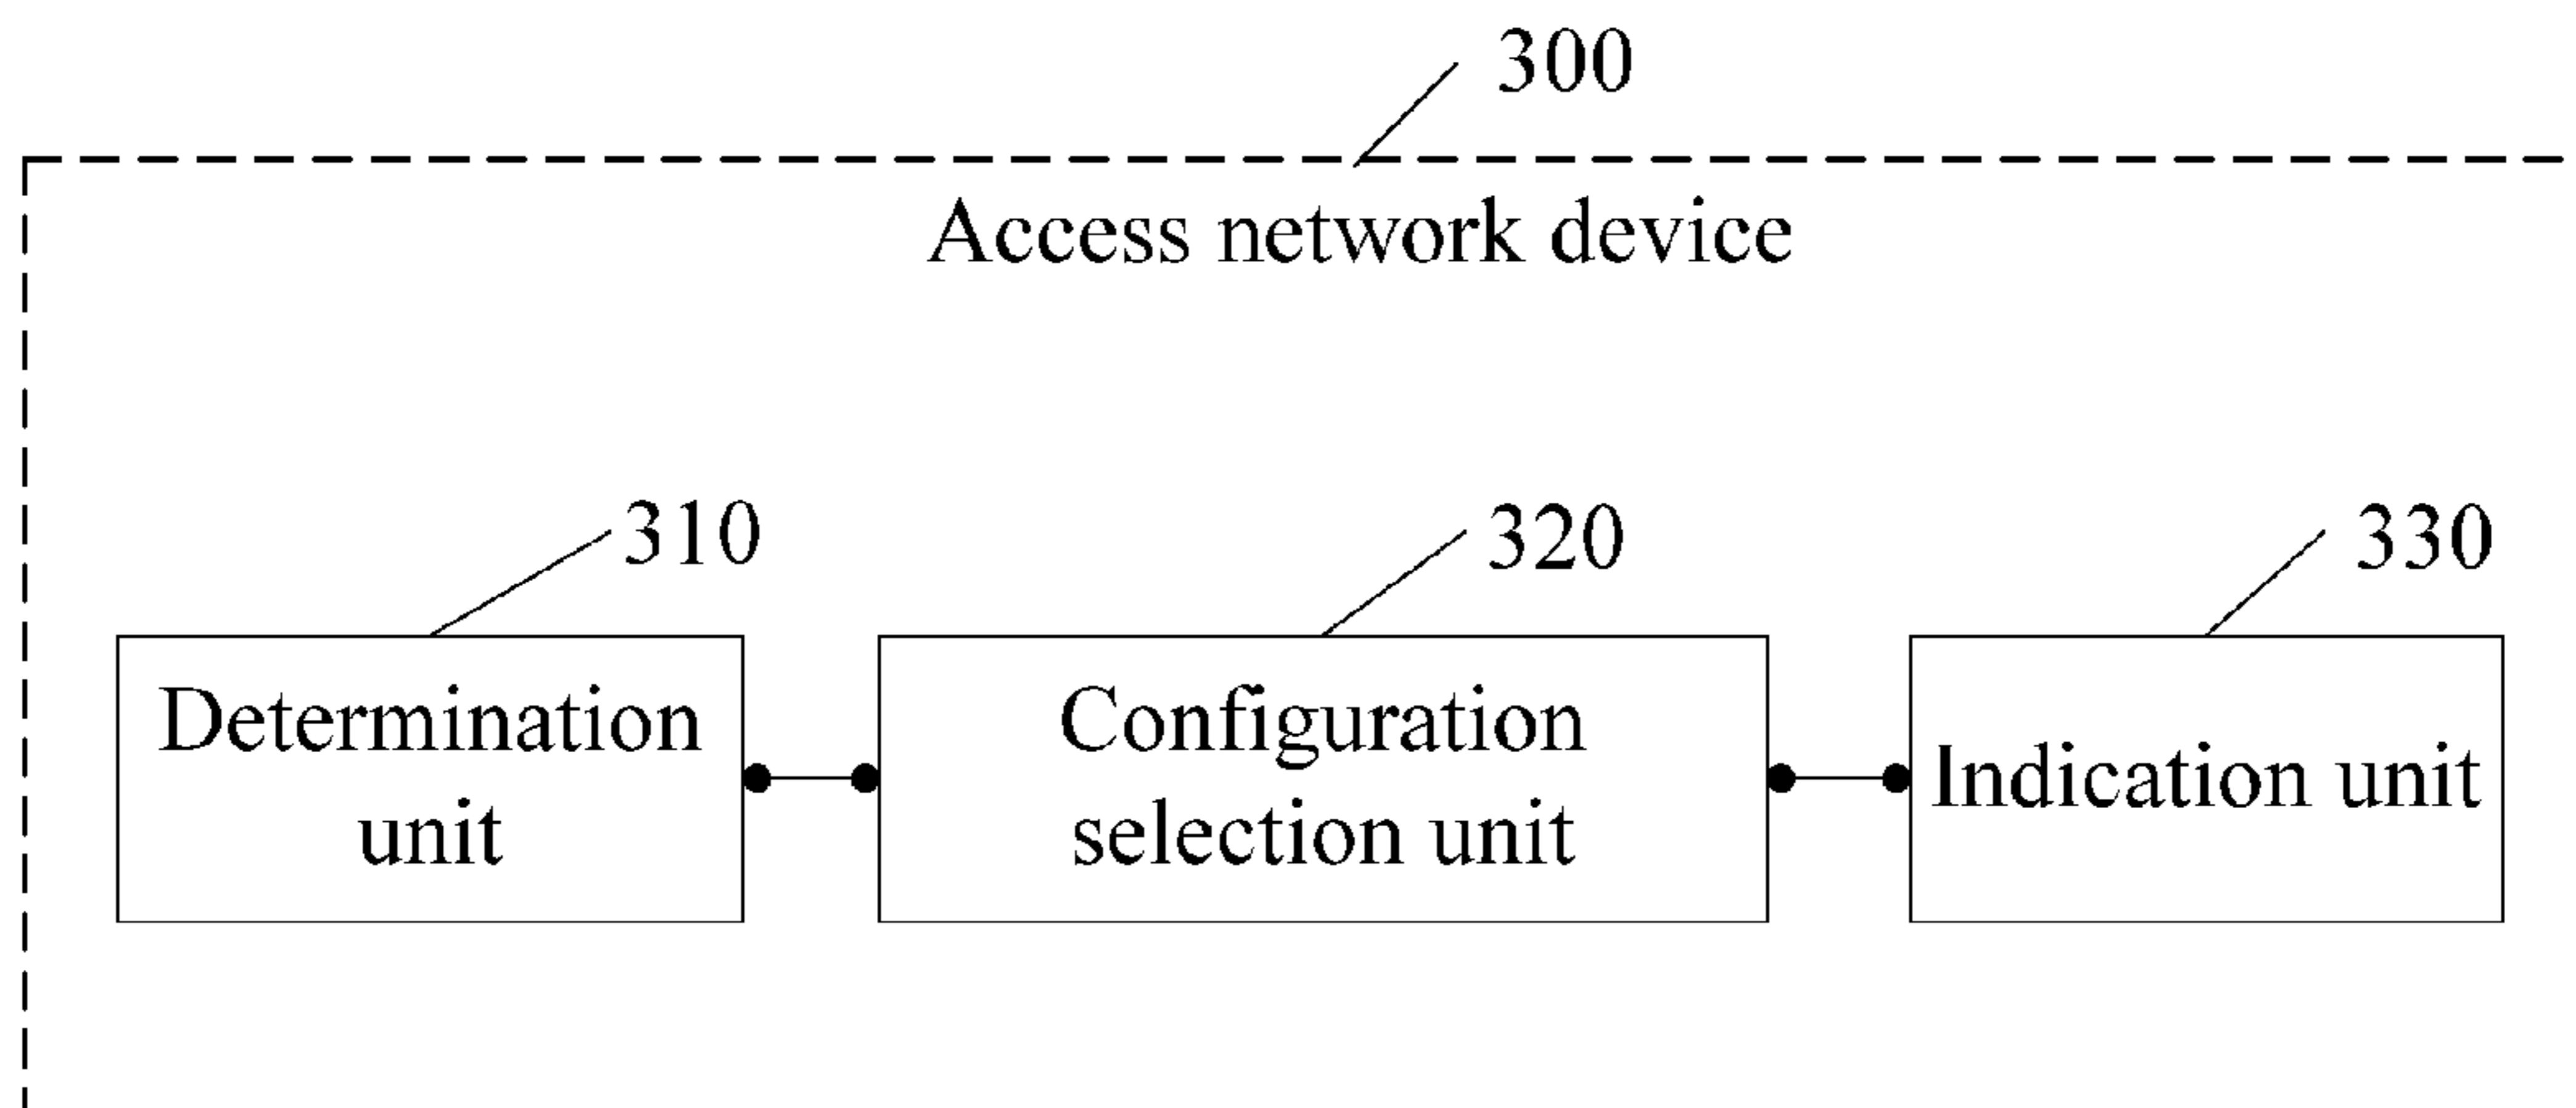 300
Access network device
310
320
330
Determination
unit
Configuration
selection unit
Indication unit